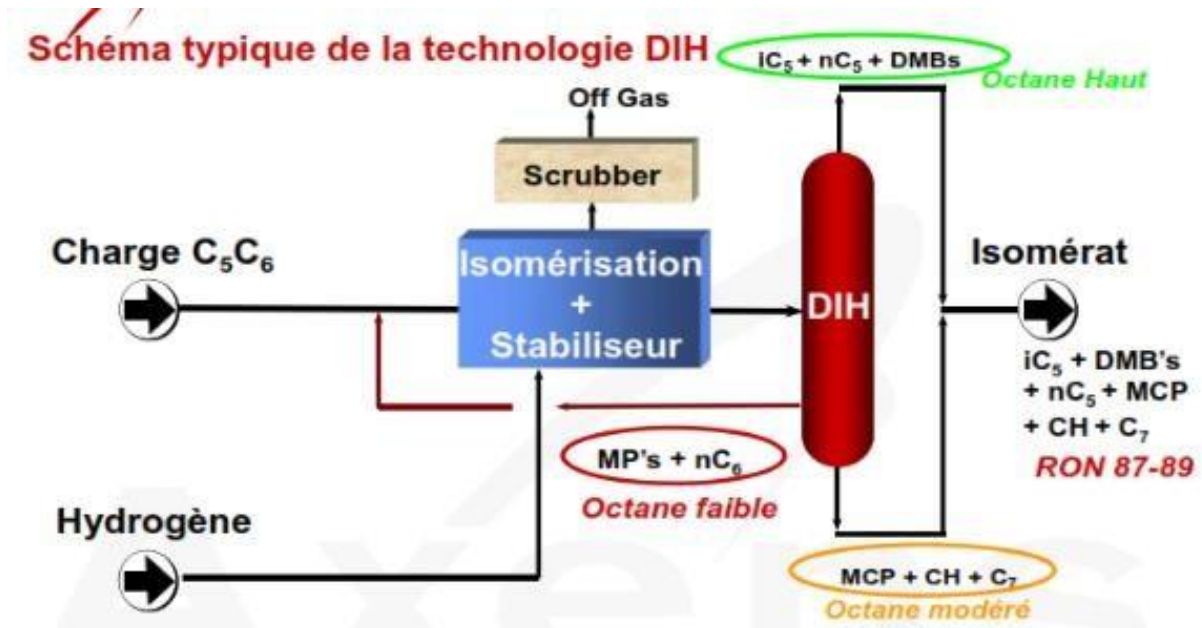 Schéma typique de la technologie DIH
iC₅ + nC₅ + DMBs
Octane Haut
Off Gas
Scrubber
Charge C₅C₆
Isomérisation
+
Stabiliseur
DIH
Isomérat
iC₅ + DMB's
+ nC₅ + MCP
+ CH + C₇
RON 87-89
MP's + nC₆
Octane faible
Hydrogène
MCP + CH + C₇
Octane modéré
Axens